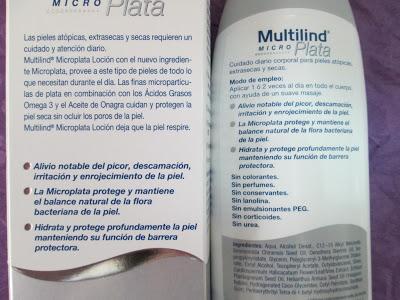 MICRO Plata
Las pieles atópicas, extrasecas y secas requieren un
cuidado y atención diario.
Multilind® Microplata Loción con el nuevo ingredien-
te Microplata, provee a este tipo de pieles de todo lo
que necesitan durante el día. Las finas microparticu-
las de plata en combinación con los Ácidos Grasos
Omega 3 y el Aceite de Onagra cuidan y protegen la
piel seca sin ocluir los poros de la piel.
Multilind® Microplata Loción deja que la piel respire.
Alivio notable del picor, descamación,
irritación y enrojecimiento de la piel.
La Microplata protege y mantiene
el balance natural de la flora
bacteriana de la piel.
Hidrata y protege profundamente la piel
manteniendo su función de barrera
protectora.
Multilind®
MICRO Plata
Cuidado diario corporal para pieles atópicas,
extrasecas y secas.
Modo de empleo:
Aplicar 1 ó 2 veces al día en todo el cuerpo
con ayuda de un suave masaje.
Alivio notable del picor, descamación,
irritación y enrojecimiento de la piel.
La Microplata protege y mantiene el
balance natural de la flora bacteriana
de la piel.
Hidrata y protege profundamente la piel
manteniendo su función de barrera
protectora.
Sin colorantes.
Sin perfumes.
Sin conservantes.
Sin lanolina.
Sin emulsionantes PEG.
Sin corticoides.
Sin urea.
Ingredientes: Aqua, Alcohol Denat., C12-15 Alkyl